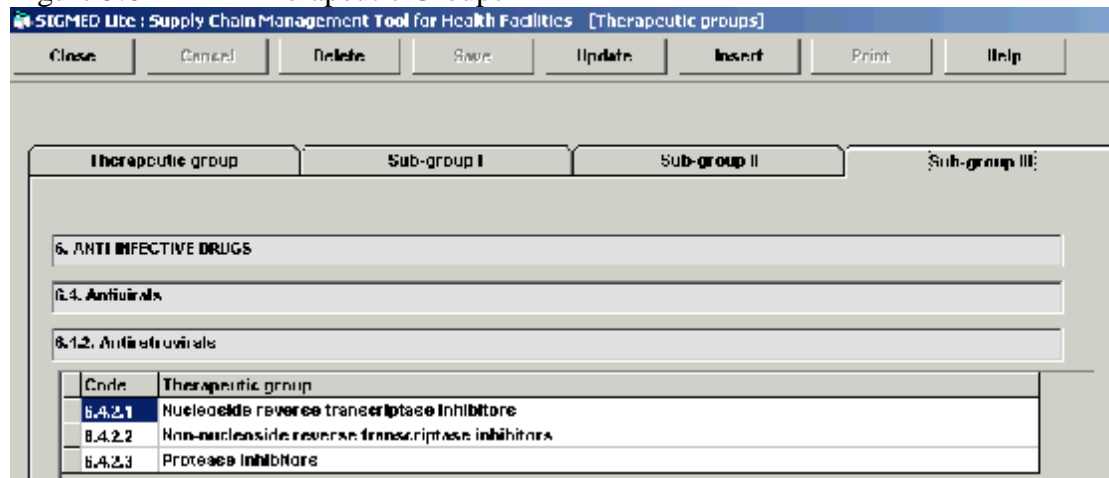 SIGMED Lite : Supply Chain Management Tool for Health Facilities [Therapeutic groups]
Close Cancel Delete Save Update Insert Print Help
Therapeutic group Sub-group I Sub-group II Sub-group III
6. ANTI INFECTIVE DRUGS
6.4. Antivirals
6.4.2. Antiretrovirals
Code Therapeutic group
6.4.2.1 Nucleoside reverse transcriptase inhibitors
6.4.2.2 Non-nucleoside reverse transcriptase inhibitors
6.4.2.3 Protease inhibitors